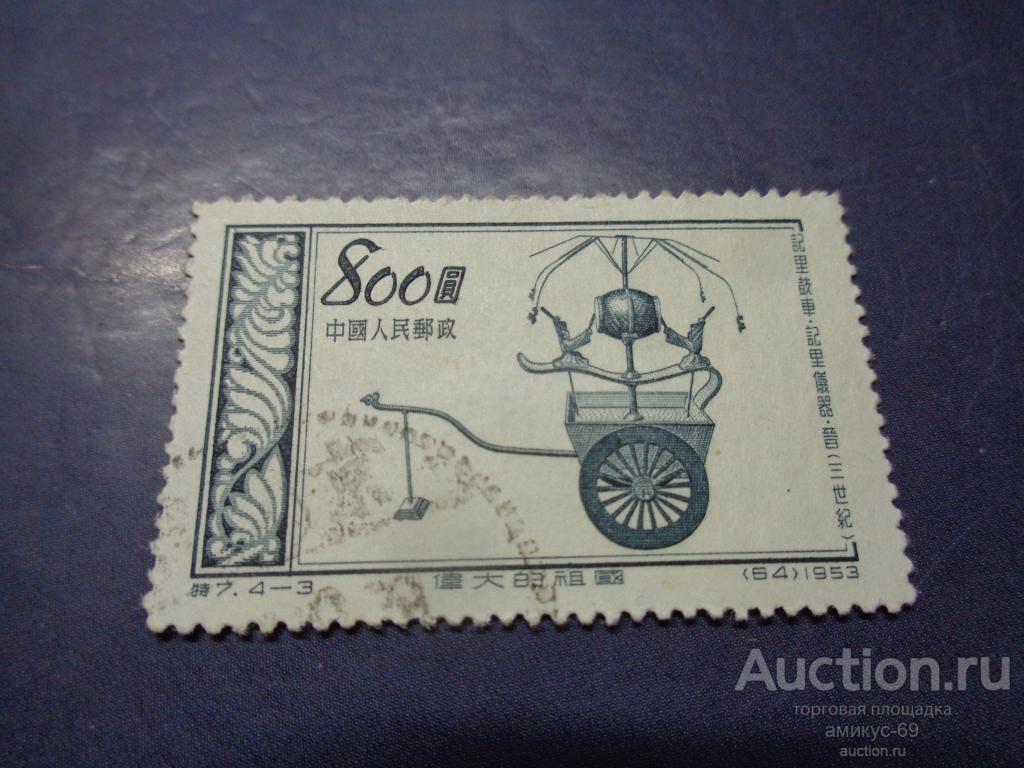 800圓
中國人民郵政
記里鼓車·記里儀器·晉(三世紀)
特7.4—3
偉大的祖國
(64)1953
Auction.ru
торговая площадка
амикус-69
auction.ru